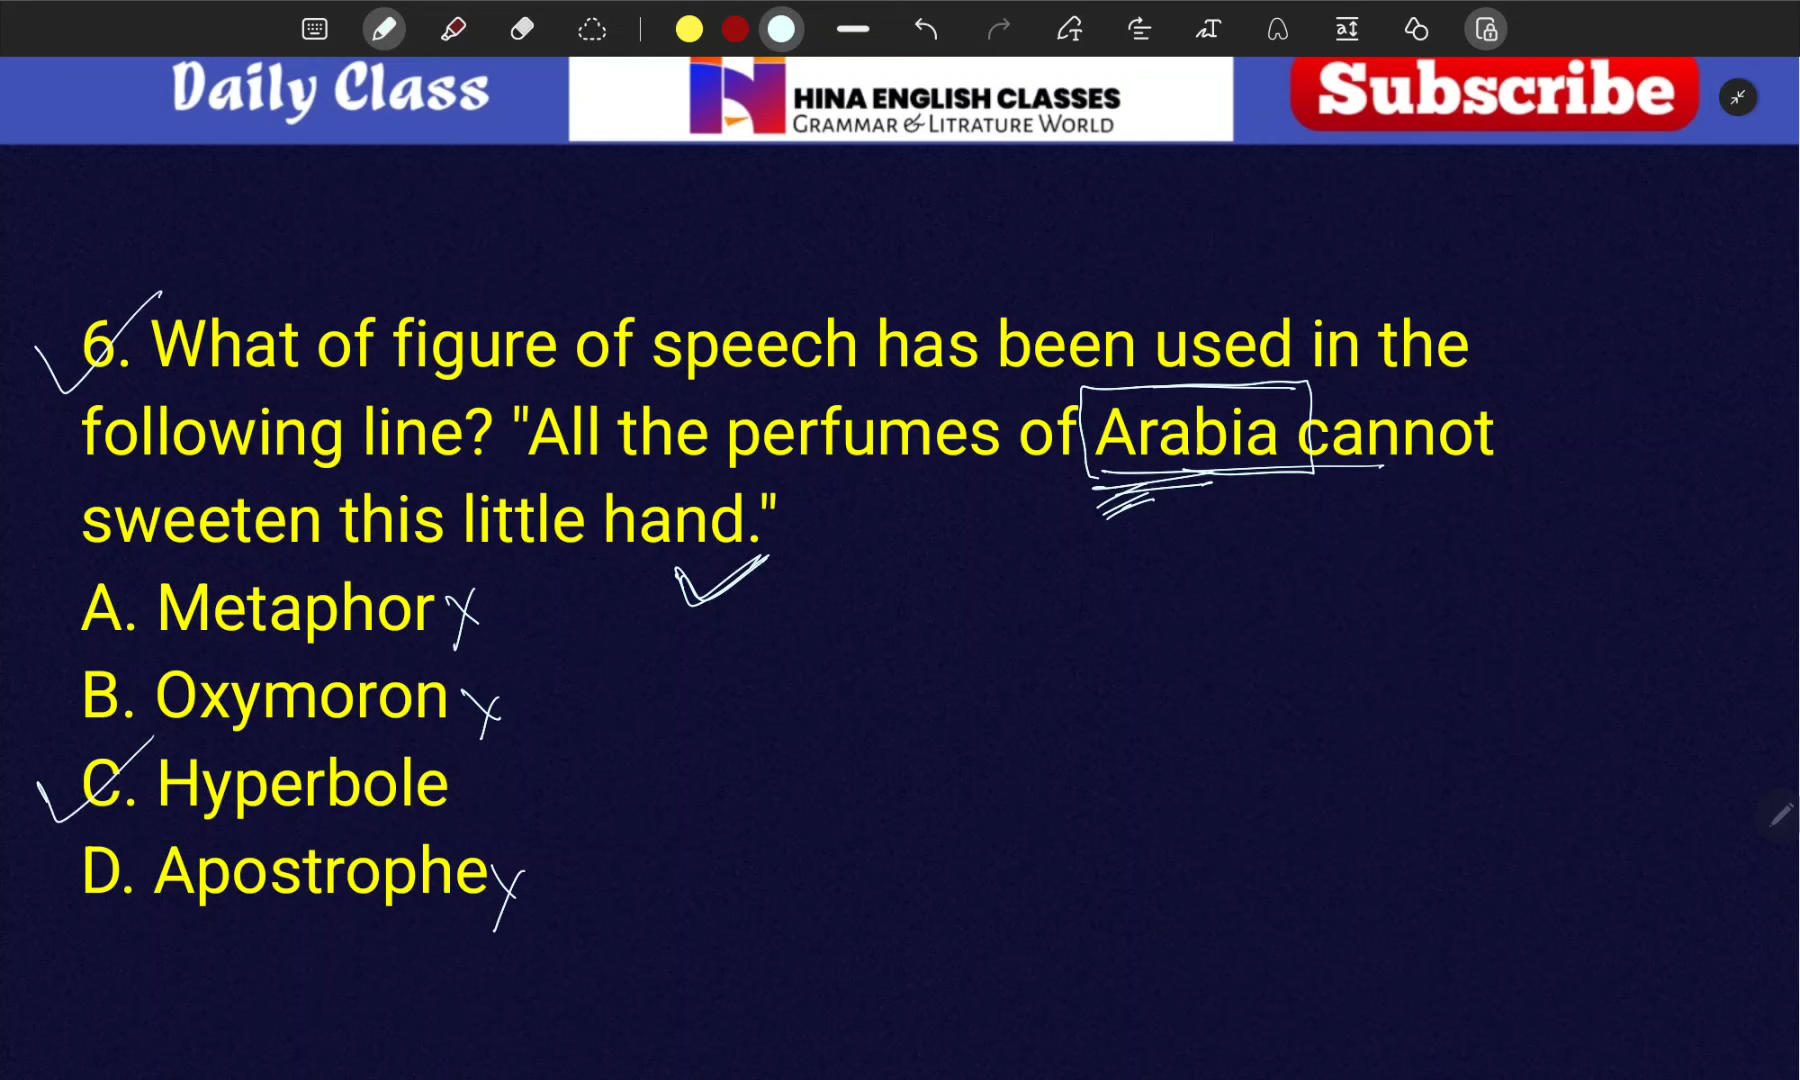 Daily Class
HINA ENGLISH CLASSES
GRAMMAR & LITRATURE WORLD
Subscribe
6. What of figure of speech has been used in the
following line? "All the perfumes of Arabia cannot
sweeten this little hand."
A. Metaphor
B. Oxymoron
C. Hyperbole
D. Apostrophe